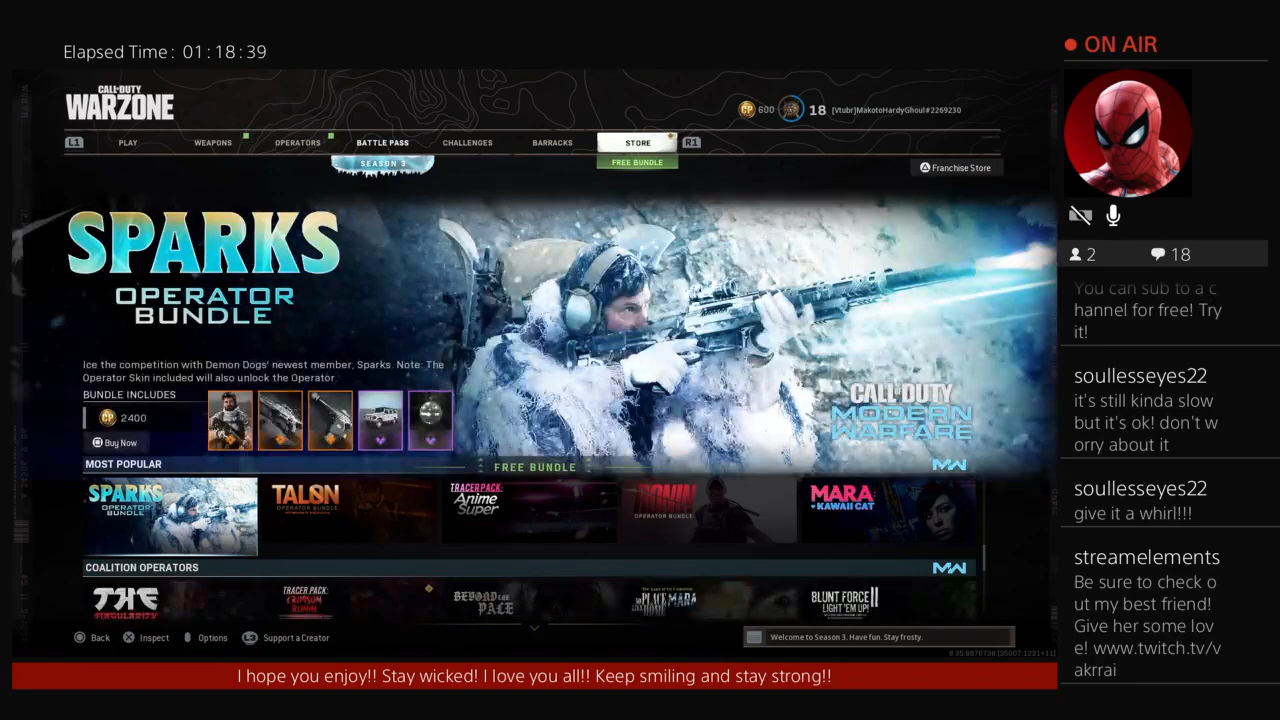 Elapsed Time: 01:18:39
ON AIR
CALL OF DUTY
WARZONE
CP 600 18 [Vtubr]MakotoHardyGhoul#2269230
L1 PLAY WEAPONS OPERATORS BATTLE PASS CHALLENGES BARRACKS STORE R1
SEASON 3
FREE BUNDLE
Franchise Store
SPARKS
OPERATOR
BUNDLE
Ice the competition with Demon Dogs' newest member, Sparks. Note: The
Operator Skin included will also unlock the Operator.
BUNDLE INCLUDES
CP 2400
Buy Now
CALL OF DUTY
MODERN
WARFARE
MOST POPULAR
FREE BUNDLE
MW
SPARKS
OPERATOR BUNDLE
TALON
OPERATOR BUNDLE
TRACER PACK:
Anime
Super
RONIN
OPERATOR BUNDLE
MARA:
KAWAII CAT
COALITION OPERATORS
MW
THE
SINGULARITY
TRACER PACK:
CRIMSON
RONIN
BEYOND THE
PALE
BLUNT FORCE II
LIGHT 'EM UP!
Back Inspect Options L3 Support a Creator
Welcome to Season 3. Have fun. Stay frosty.
I hope you enjoy!! Stay wicked! I love you all!! Keep smiling and stay strong!!
2 18
You can sub to a c
hannel for free! Try
it!
soullesseyes22
it's still kinda slow
but it's ok! don't w
orry about it
soullesseyes22
give it a whirl!!!
streamelements
Be sure to check o
ut my best friend!
Give her some lov
e! www.twitch.tv/v
akrrai